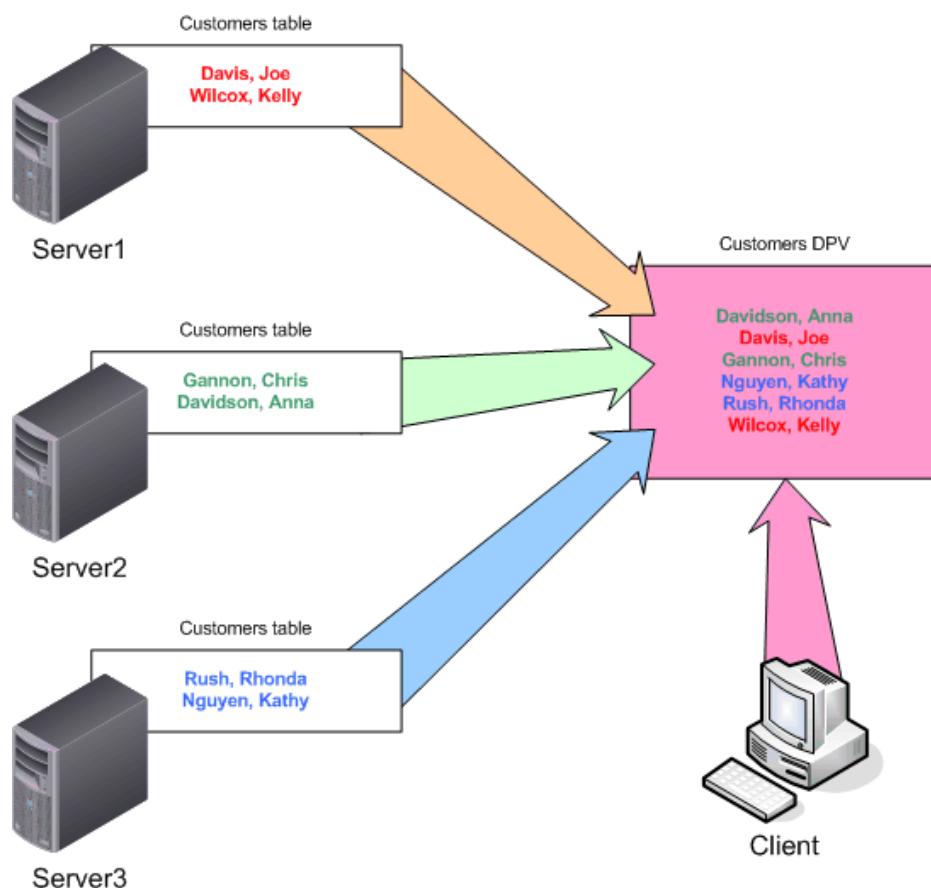 Customers table
Davis, Joe
Wilcox, Kelly
Server1
Customers table
Gannon, Chris
Davidson, Anna
Server2
Customers table
Rush, Rhonda
Nguyen, Kathy
Server3
Customers DPV
Davidson, Anna
Davis, Joe
Gannon, Chris
Nguyen, Kathy
Rush, Rhonda
Wilcox, Kelly
Client